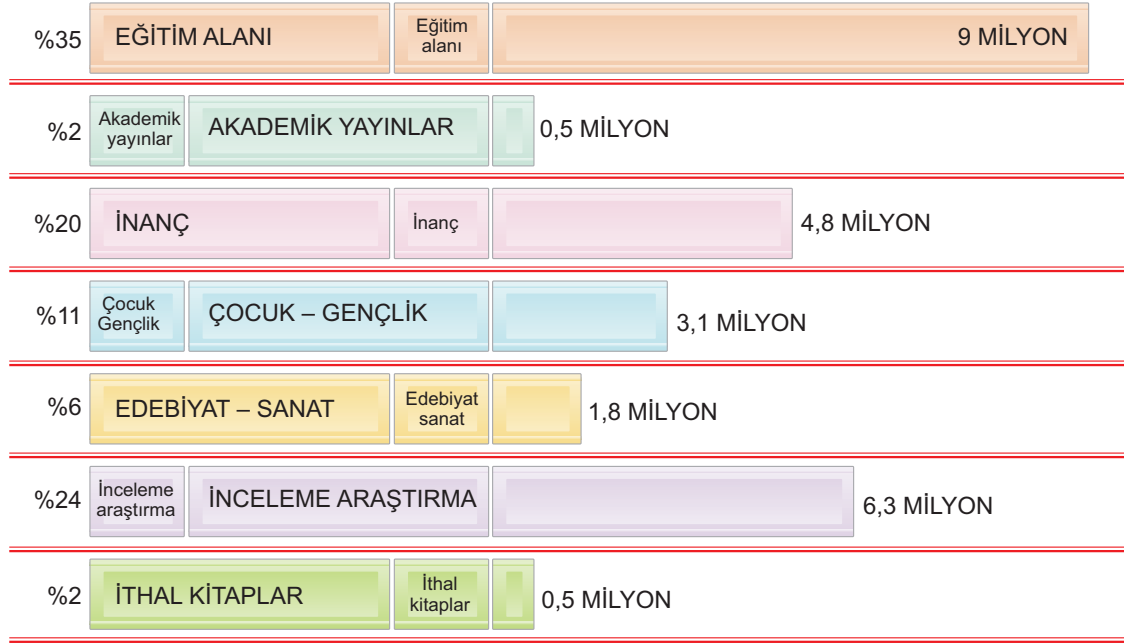 %35 EĞİTİM ALANI Eğitim alanı 9 MİLYON
%2 Akademik yayınlar AKADEMİK YAYINLAR 0,5 MİLYON
%20 İNANÇ İnanç 4,8 MİLYON
%11 Çocuk Gençlik ÇOCUK – GENÇLİK 3,1 MİLYON
%6 EDEBİYAT – SANAT Edebiyat sanat 1,8 MİLYON
%24 İnceleme araştırma İNCELEME ARAŞTIRMA 6,3 MİLYON
%2 İTHAL KİTAPLAR İthal kitaplar 0,5 MİLYON